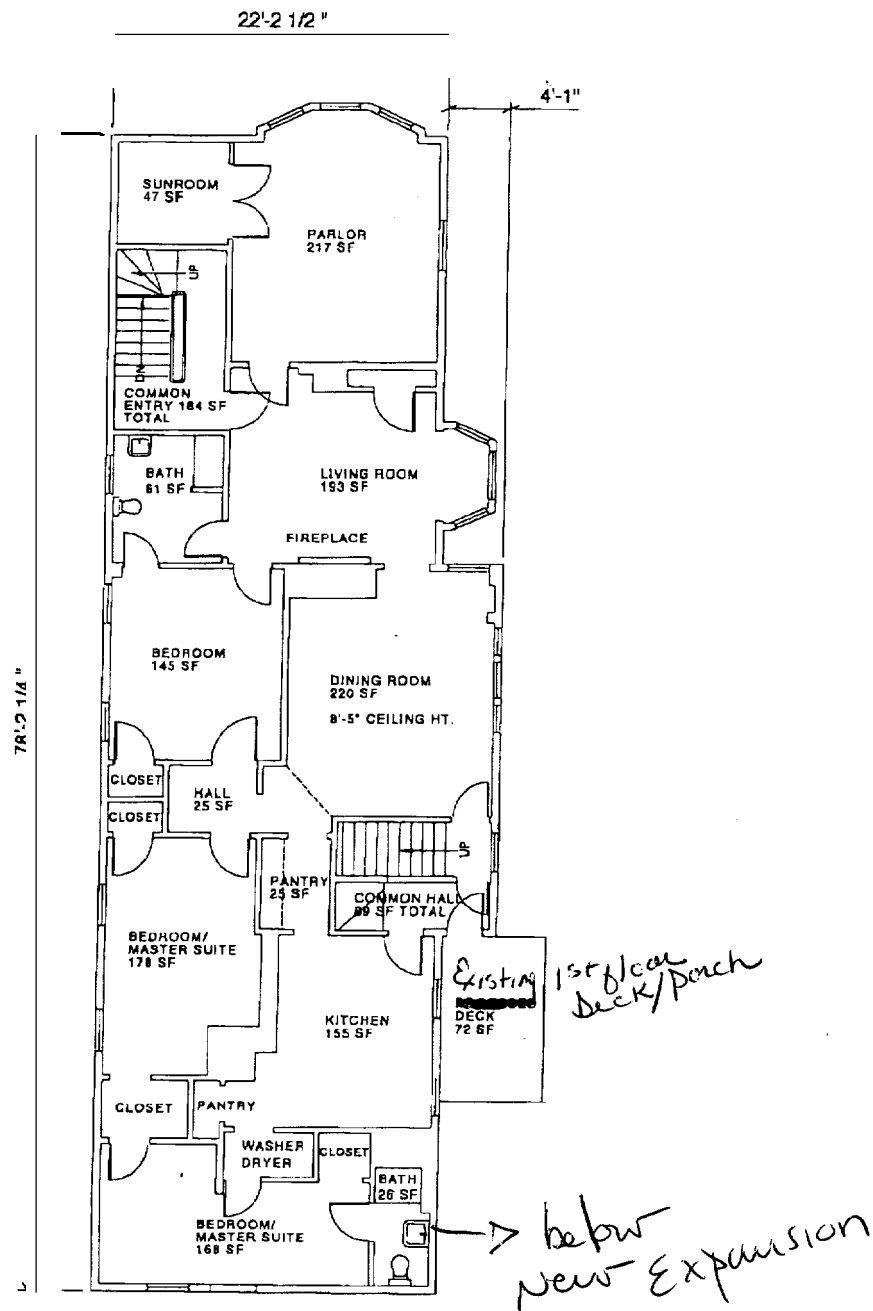 22'-2 1/2 "
4'-1"
SUNROOM
47 SF
PARLOR
217 SF
UP
DN
COMMON
ENTRY 184 SF
TOTAL
BATH
61 SF
LIVING ROOM
193 SF
FIREPLACE
BEDROOM
145 SF
DINING ROOM
220 SF
8'-5" CEILING HT.
78'-2 1/4 "
CLOSET
HALL
25 SF
CLOSET
UP
PANTRY
25 SF
COMMON HALL
89 SF TOTAL
BEDROOM/
MASTER SUITE
178 SF
Existing 1st floor
Deck/Porch
DECK
72 SF
KITCHEN
155 SF
CLOSET
PANTRY
WASHER
DRYER
CLOSET
BATH
26 SF
BEDROOM/
MASTER SUITE
168 SF
below
New Expansion